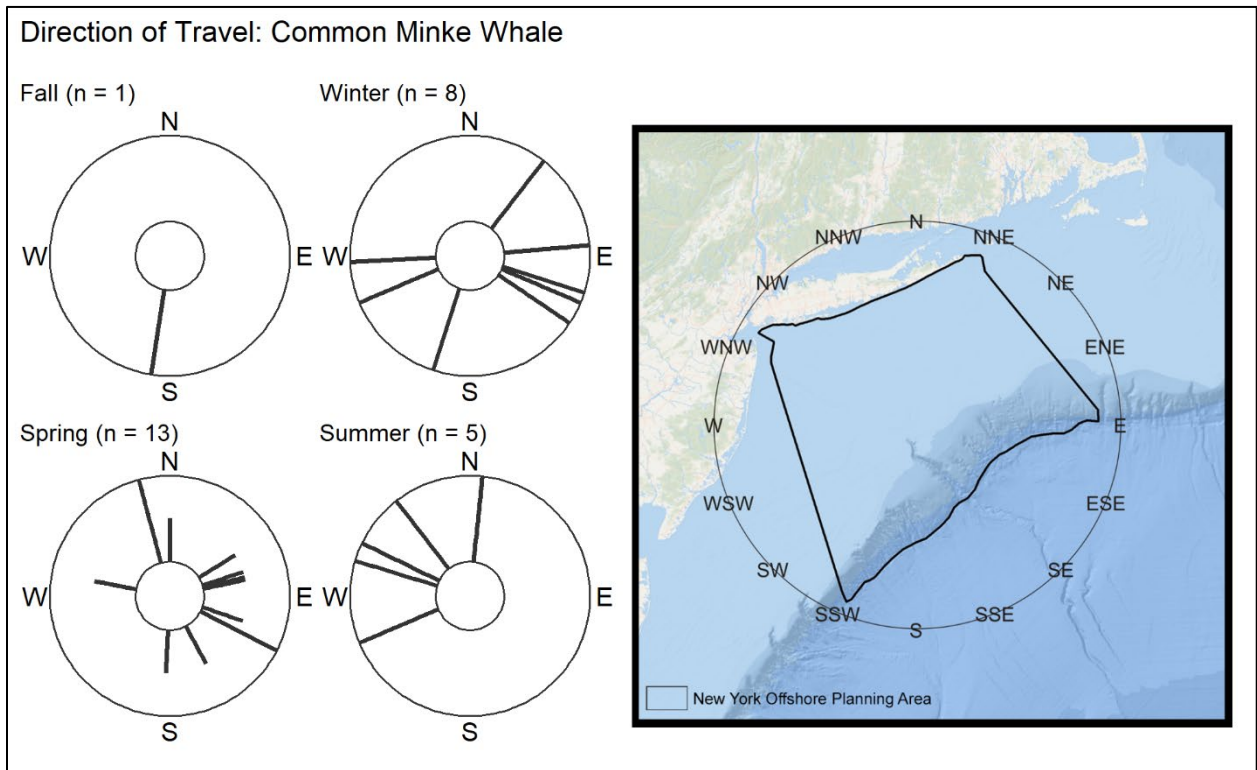 Direction of Travel: Common Minke Whale
Fall (n = 1)
Winter (n = 8)
N
N
W
E
W
E
S
S
Spring (n = 13)
Summer (n = 5)
N
N
W
E
W
E
S
S
N
NNW
NNE
NW
NE
WNW
ENE
W
E
WSW
ESE
SW
SE
SSW
SSE
S
New York Offshore Planning Area